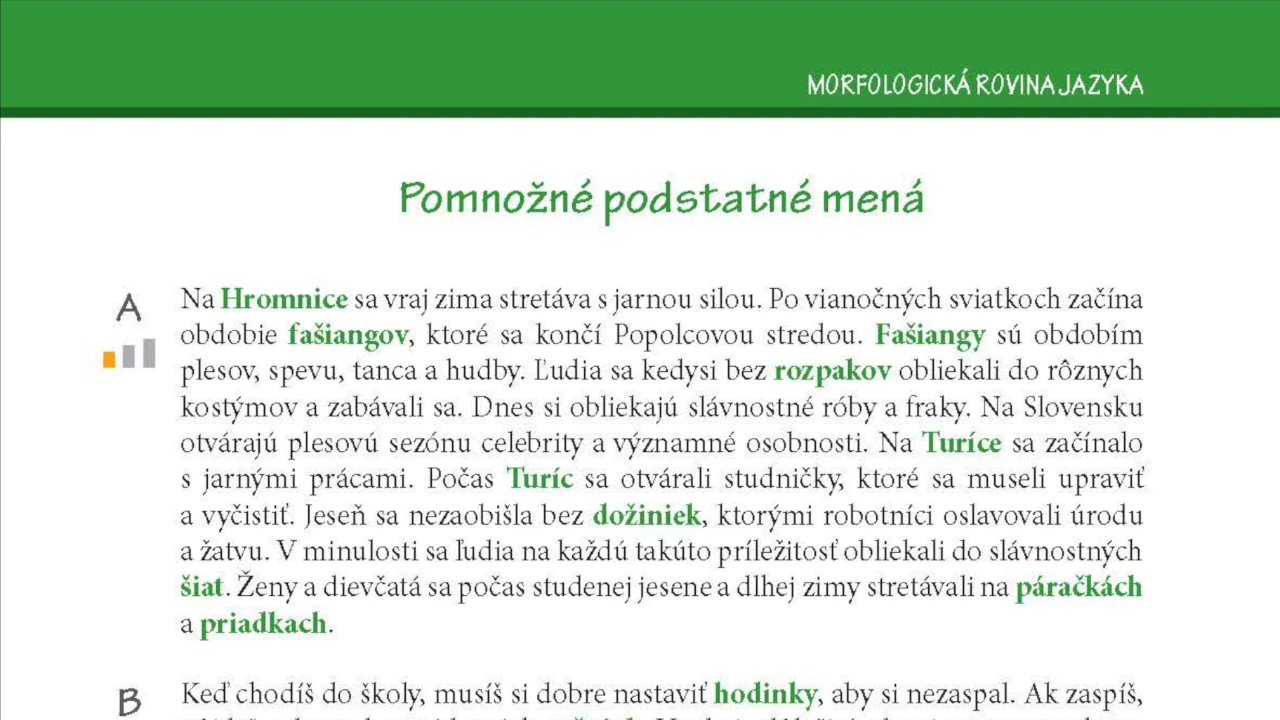 MORFOLOGICKÁ ROVINA JAZYKA
Pomnožné podstatné mená
A
Na Hromnice sa vraj zima stretáva s jarnou silou. Po vianočných sviatkoch začína
obdobie fašiangov, ktoré sa končí Popolcovou stredou. Fašiangy sú obdobím
plesov, spevu, tanca a hudby. Ľudia sa kedysi bez rozpakov obliekali do rôznych
kostýmov a zabávali sa. Dnes si obliekajú slávnostné róby a fraky. Na Slovensku
otvárajú plesovú sezónu celebrity a významné osobnosti. Na Turíce sa začínalo
s jarnými prácami. Počas Turíc sa otvárali studničky, ktoré sa museli upraviť
a vyčistiť. Jeseň sa nezaobišla bez dožiniek, ktorými robotníci oslavovali úrodu
a žatvu. V minulosti sa ľudia na každú takúto príležitosť obliekali do slávnostných
šiat. Ženy a dievčatá sa počas studenej jesene a dlhej zimy stretávali na páračkách
a priadkach.
B
Keď chodíš do školy, musíš si dobre nastaviť hodinky, aby si nezaspal. Ak zaspíš,